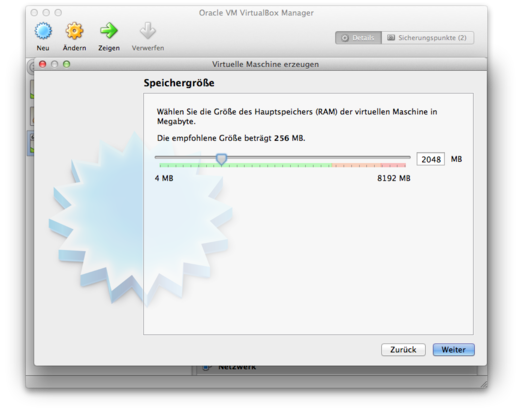 Oracle VM VirtualBox Manager
Neu Ändern Zeigen Verwerfen
Details Sicherungspunkte (2)
Virtuelle Maschine erzeugen
Speichergröße
Wählen Sie die Größe des Hauptspeichers (RAM) der virtuellen Maschine in
Megabyte.
Die empfohlene Größe beträgt 256 MB.
2048 MB
4 MB 8192 MB
Zurück Weiter
Netzwerk